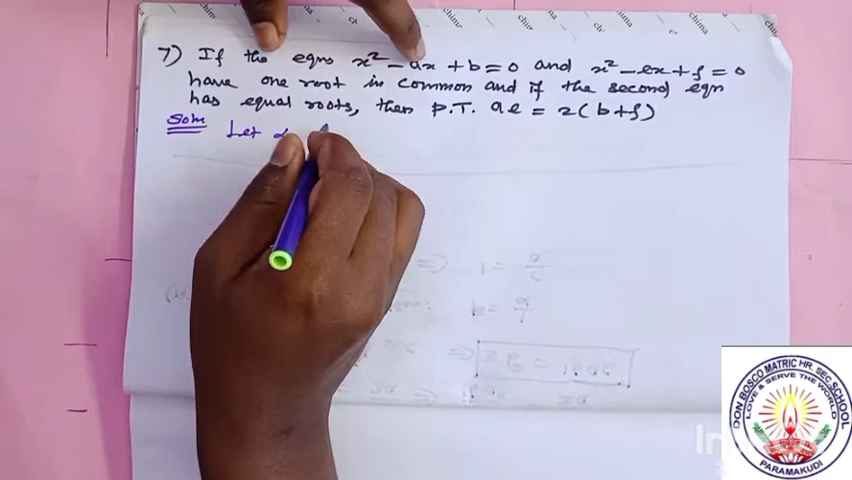 7) If the eqns x² - ax + b = 0 and x² - ex + f = 0
have one root in common and if the second eqn
has equal roots, then P.T. ae = 2(b+f)
Soln Let α
DON BOSCO MATRIC HR. SEC SCHOOL
LOVE & SERVE THE WORLD
PARAMAKUDI